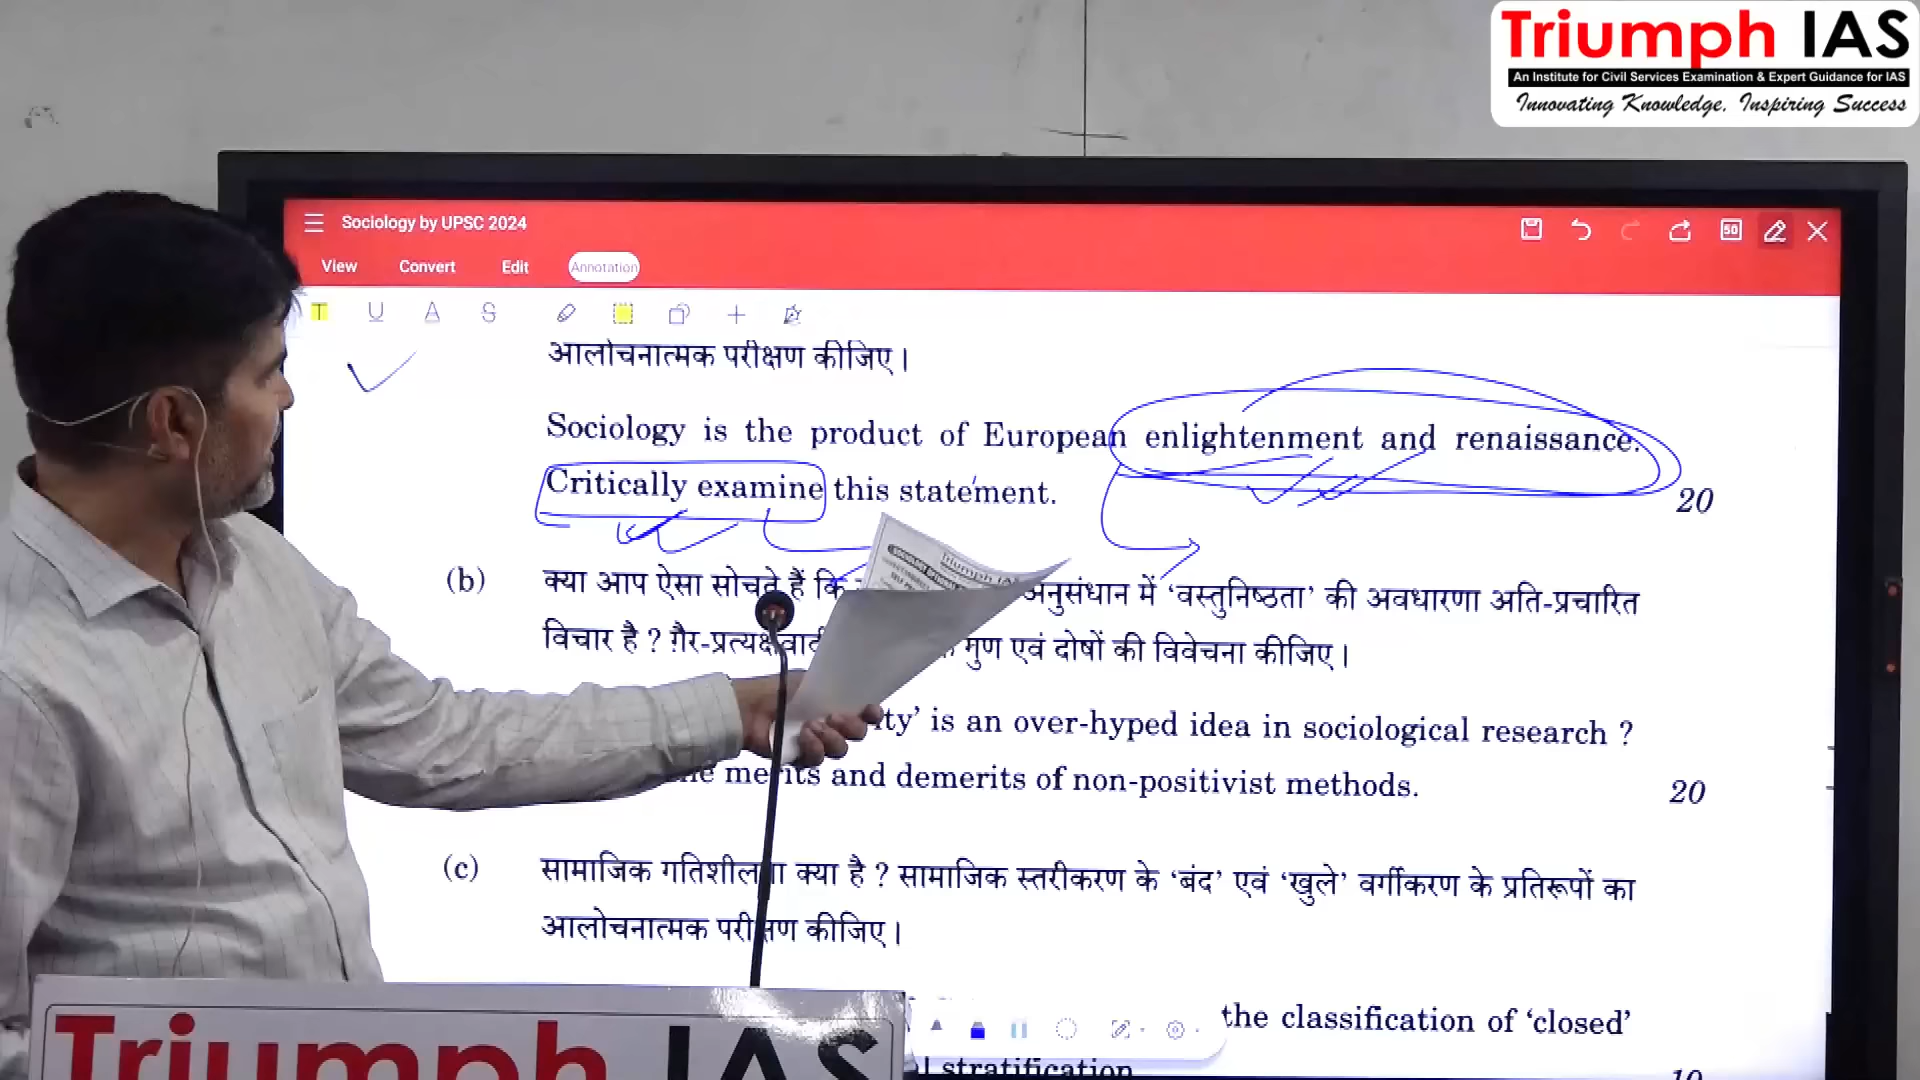 Triumph IAS
An Institute for Civil Services Examination & Expert Guidance for IAS
Innovating Knowledge, Inspiring Success
Sociology by UPSC 2024
50
View Convert Edit Annotation
T U A S
आलोचनात्मक परीक्षण कीजिए।
Sociology is the product of European enlightenment and renaissance.
Critically examine this statement. 20
(b) क्या आप ऐसा सोचते हैं कि अनुसंधान में ‘वस्तुनिष्ठता’ की अवधारणा अति-प्रचारित
विचार है ? ग़ैर-प्रत्यक्षवादी गुण एवं दोषों की विवेचना कीजिए।
ity’ is an over-hyped idea in sociological research ?
merits and demerits of non-positivist methods. 20
(c) सामाजिक गतिशीलता क्या है ? सामाजिक स्तरीकरण के ‘बंद’ एवं ‘खुले’ वर्गीकरण के प्रतिरूपों का
आलोचनात्मक परीक्षण कीजिए।
the classification of ‘closed’
stratification 10
Triumph IAS